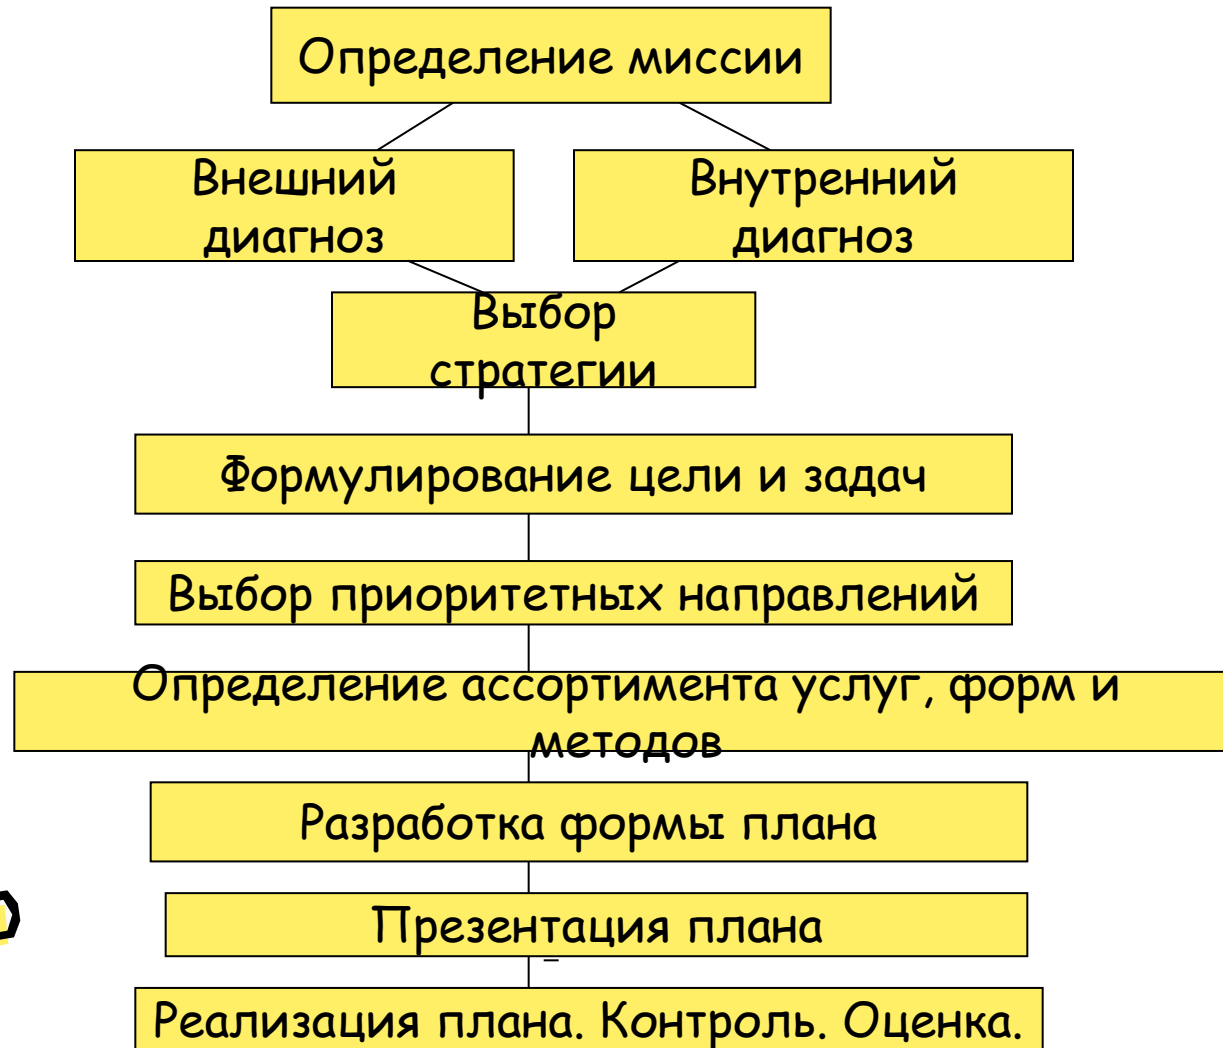 Определение миссии
Внешний
диагноз
Внутренний
диагноз
Выбор
стратегии
Формулирование цели и задач
Выбор приоритетных направлений
Определение ассортимента услуг, форм и
методов
Разработка формы плана
Презентация плана
Реализация плана. Контроль. Оценка.